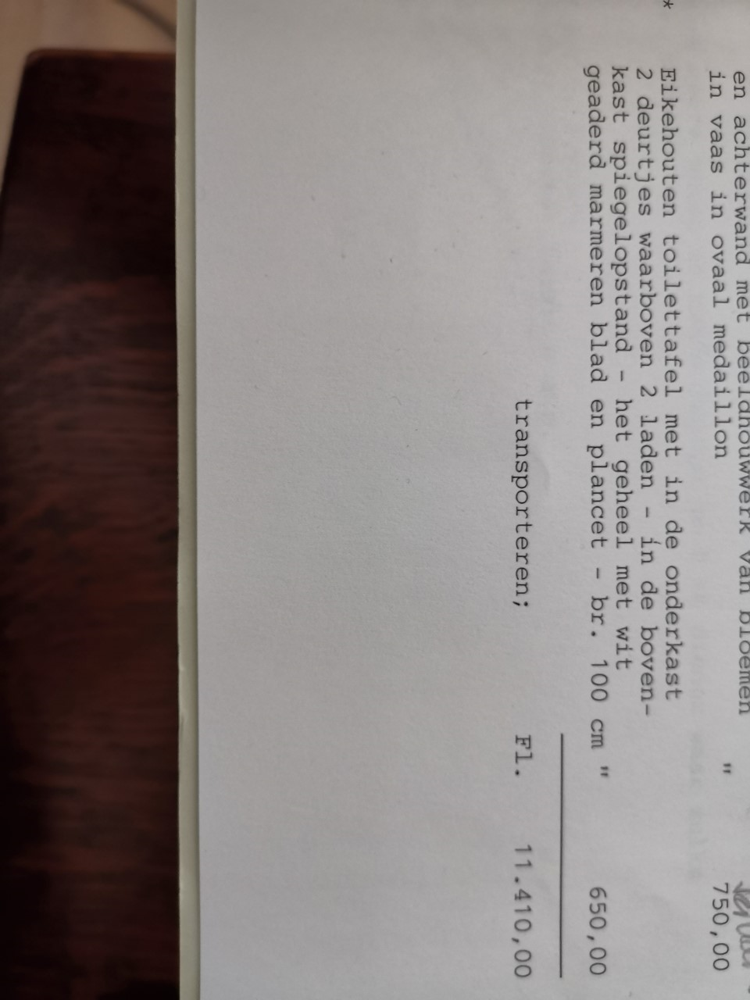 en achterwand met beeldhouwwerk van bloemen
in vaas in ovaal medaillon " 750,00
* Eikehouten toilettafel met in de onderkast
2 deurtjes waarboven 2 laden - in de boven-
kast spiegelopstand - het geheel met wit
geaderd marmeren blad en plancet - br. 100 cm " 650,00
transporteren; Fl. 11.410,00